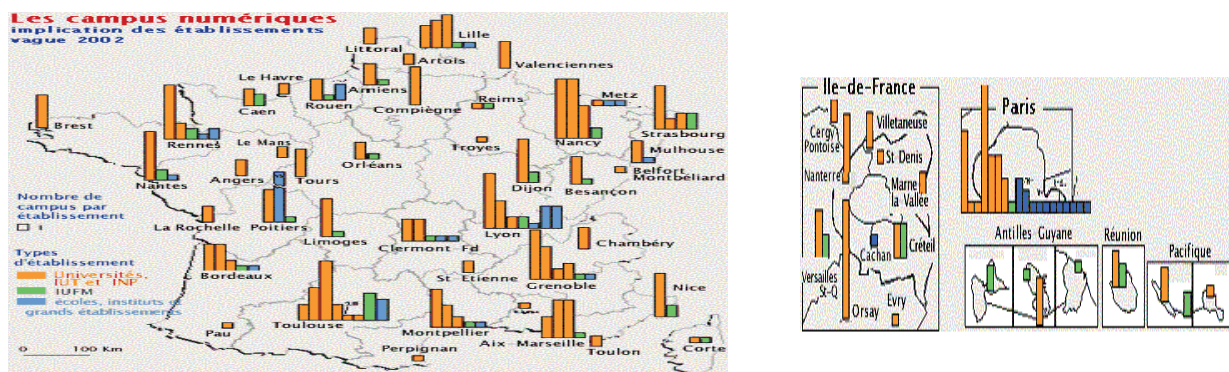 Les campus numériques
implication des établissements
vague 2002
Lille
Littoral
Artois
Valenciennes
Le Havre
Amiens
Caen
Rouen
Compiègne
Reims
Metz
Brest
Rennes
Le Mans
Orléans
Troyes
Nancy
Strasbourg
Mulhouse
Belfort
Montbéliard
Nantes
Angers
Tours
Dijon
Besançon
Nombre de
campus par
établissement
1
La Rochelle
Poitiers
Limoges
Clermont Fd
Lyon
Chambéry
Types
d'établissement
Universités,
IUT et INP
IUFM
écoles, instituts et
grands établissements
Bordeaux
St Etienne
Grenoble
Nice
Toulouse
Montpellier
Aix-Marseille
Toulon
Pau
Perpignan
Corte
0 100 Km
Ile-de-France
Cergy
Pontoise
Villetaneuse
St Denis
Nanterre
Marne
la Vallée
Cachan
Créteil
Versailles
St-Q
Orsay
Evry
Paris
Antilles Guyane
Réunion
Pacifique